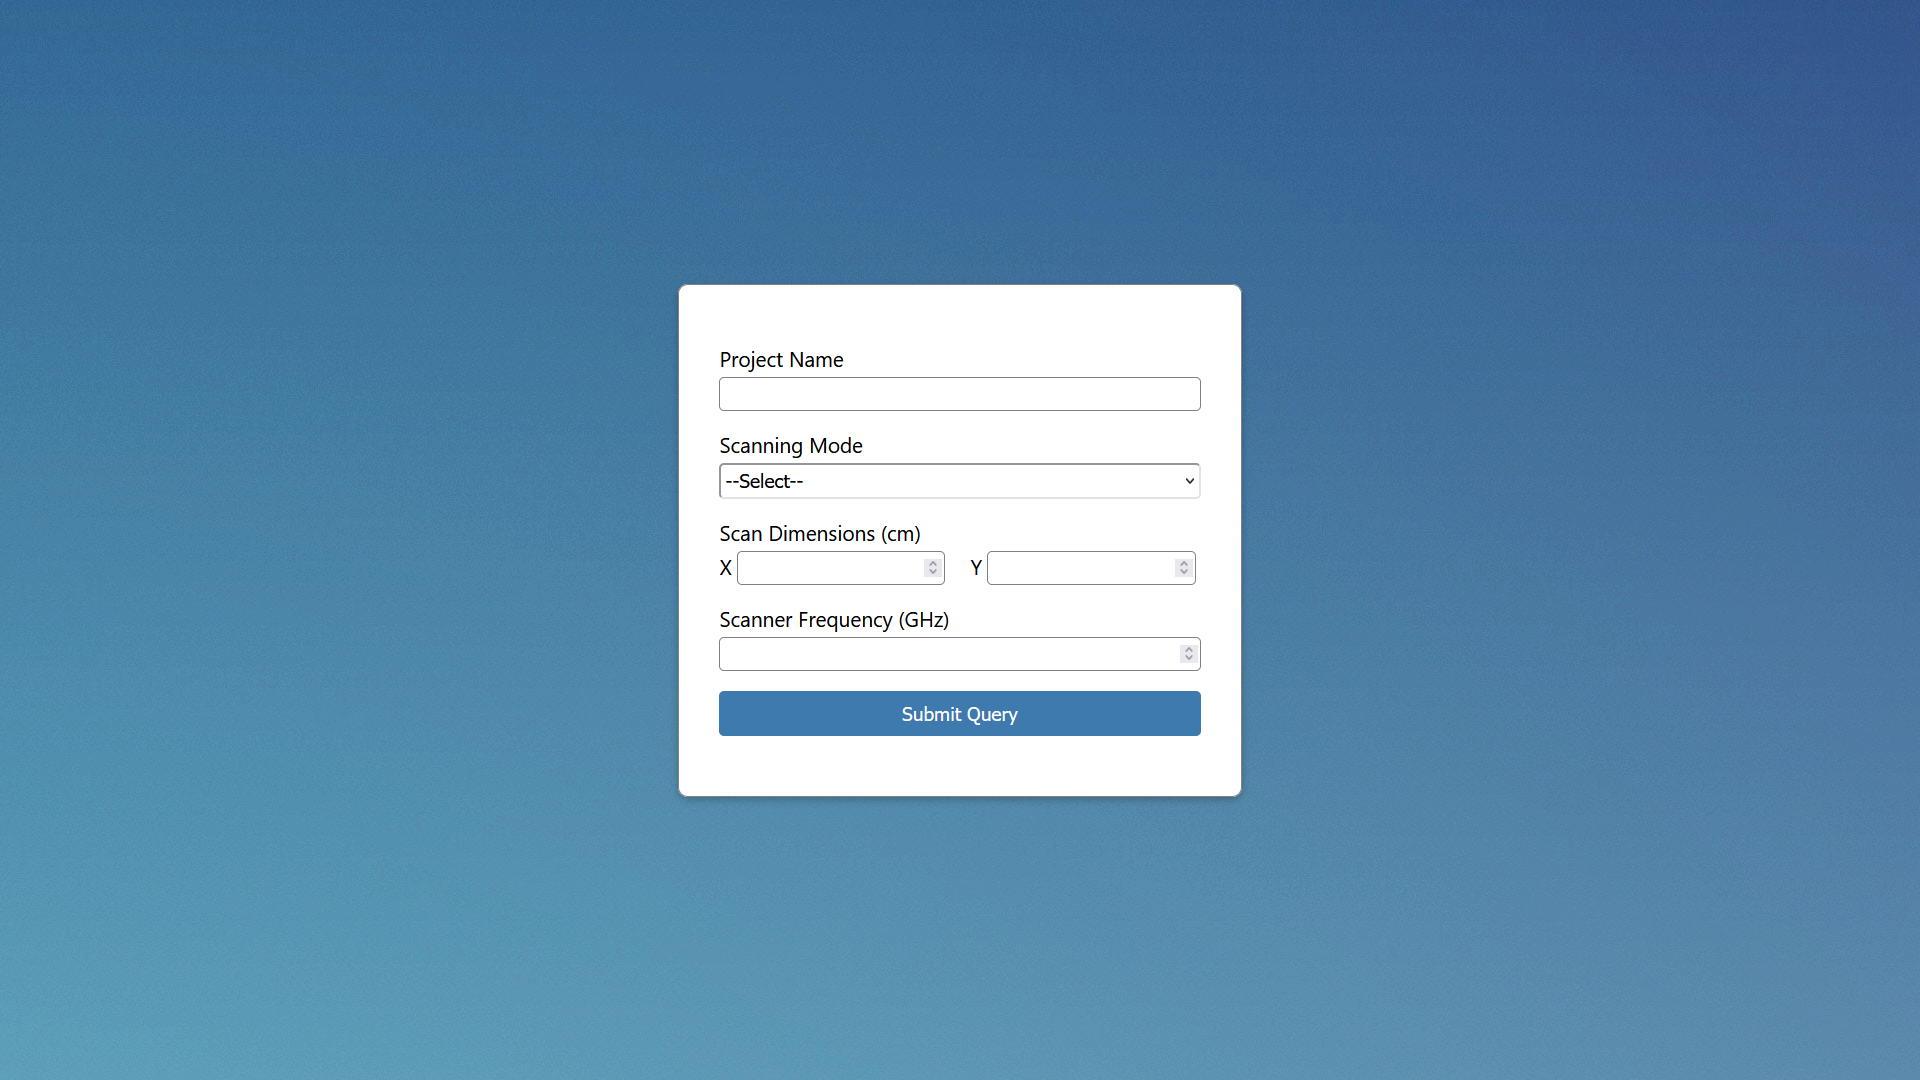 Project Name
Scanning Mode
--Select--
Scan Dimensions (cm)
X Y
Scanner Frequency (GHz)
Submit Query